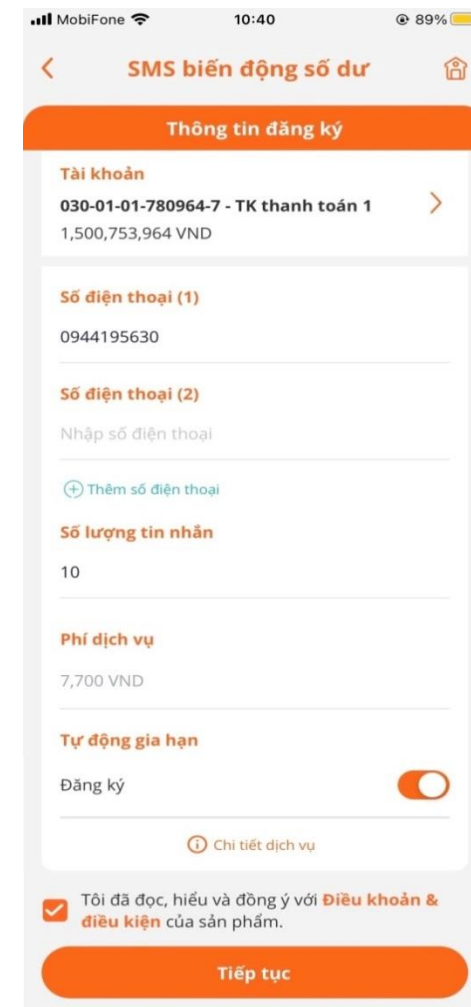 MobiFone 10:40 89%
SMS biến động số dư
Thông tin đăng ký
Tài khoản
030-01-01-780964-7 - TK thanh toán 1
1,500,753,964 VND
Số điện thoại (1)
0944195630
Số điện thoại (2)
Nhập số điện thoại
Thêm số điện thoại
Số lượng tin nhắn
10
Phí dịch vụ
7,700 VND
Tự động gia hạn
Đăng ký
Chi tiết dịch vụ
Tôi đã đọc, hiểu và đồng ý với Điều khoản &
điều kiện của sản phẩm.
Tiếp tục